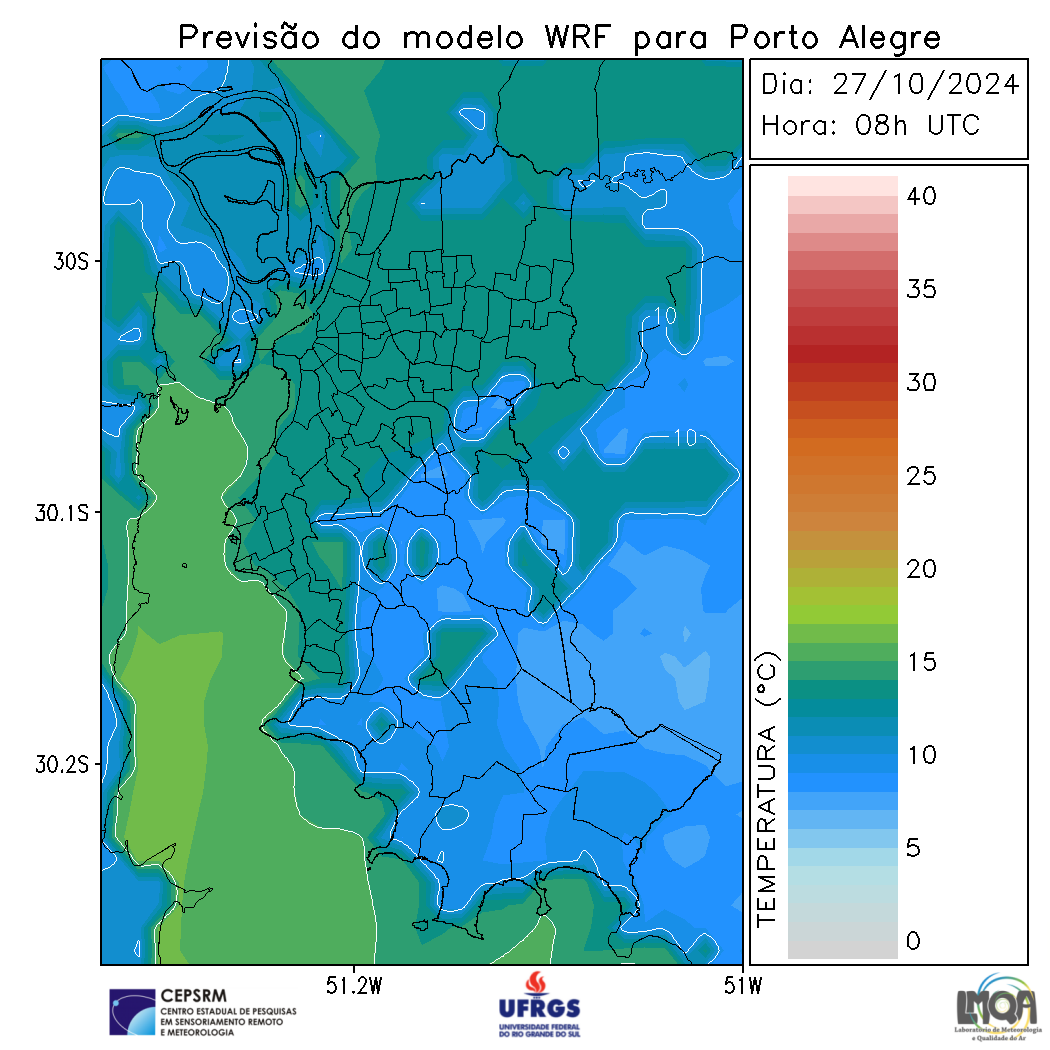 Previsão do modelo WRF para Porto Alegre
Dia: 27/10/2024
Hora: 08h UTC
40
35
30
25
20
15
10
5
0
TEMPERATURA (°C)
30S
30.1S
30.2S
10
10
51.2W
51W
CEPSRM
CENTRO ESTADUAL DE PESQUISAS
EM SENSORIAMENTO REMOTO
E METEOROLOGIA
UFRGS
UNIVERSIDADE FEDERAL
DO RIO GRANDE DO SUL
LMQA
Laboratório de Meteorologia
e Qualidade do Ar